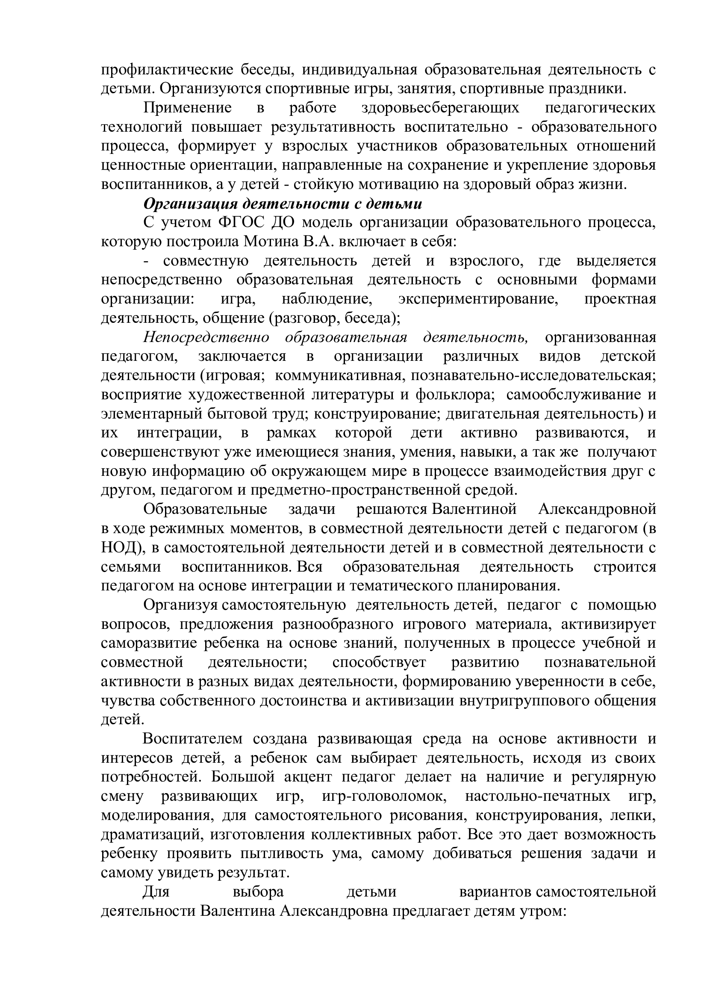 профилактические беседы, индивидуальная образовательная деятельность с
детьми. Организуются спортивные игры, занятия, спортивные праздники.
Применение в работе здоровьесберегающих педагогических
технологий повышает результативность воспитательно - образовательного
процесса, формирует у взрослых участников образовательных отношений
ценностные ориентации, направленные на сохранение и укрепление здоровья
воспитанников, а у детей - стойкую мотивацию на здоровый образ жизни.
Организация деятельности с детьми
С учетом ФГОС ДО модель организации образовательного процесса,
которую построила Мотина В.А. включает в себя:
- совместную деятельность детей и взрослого, где выделяется
непосредственно образовательная деятельность с основными формами
организации: игра, наблюдение, экспериментирование, проектная
деятельность, общение (разговор, беседа);
Непосредственно образовательная деятельность, организованная
педагогом, заключается в организации различных видов детской
деятельности (игровая; коммуникативная, познавательно-исследовательская;
восприятие художественной литературы и фольклора; самообслуживание и
элементарный бытовой труд; конструирование; двигательная деятельность) и
их интеграции, в рамках которой дети активно развиваются, и
совершенствуют уже имеющиеся знания, умения, навыки, а так же получают
новую информацию об окружающем мире в процессе взаимодействия друг с
другом, педагогом и предметно-пространственной средой.
Образовательные задачи решаются Валентиной Александровной
в ходе режимных моментов, в совместной деятельности детей с педагогом (в
НОД), в самостоятельной деятельности детей и в совместной деятельности с
семьями воспитанников. Вся образовательная деятельность строится
педагогом на основе интеграции и тематического планирования.
Организуя самостоятельную деятельность детей, педагог с помощью
вопросов, предложения разнообразного игрового материала, активизирует
саморазвитие ребенка на основе знаний, полученных в процессе учебной и
совместной деятельности; способствует развитию познавательной
активности в разных видах деятельности, формированию уверенности в себе,
чувства собственного достоинства и активизации внутригруппового общения
детей.
Воспитателем создана развивающая среда на основе активности и
интересов детей, а ребенок сам выбирает деятельность, исходя из своих
потребностей. Большой акцент педагог делает на наличие и регулярную
смену развивающих игр, игр-головоломок, настольно-печатных игр,
моделирования, для самостоятельного рисования, конструирования, лепки,
драматизаций, изготовления коллективных работ. Все это дает возможность
ребенку проявить пытливость ума, самому добиваться решения задачи и
самому увидеть результат.
Для выбора детьми вариантов самостоятельной
деятельности Валентина Александровна предлагает детям утром: